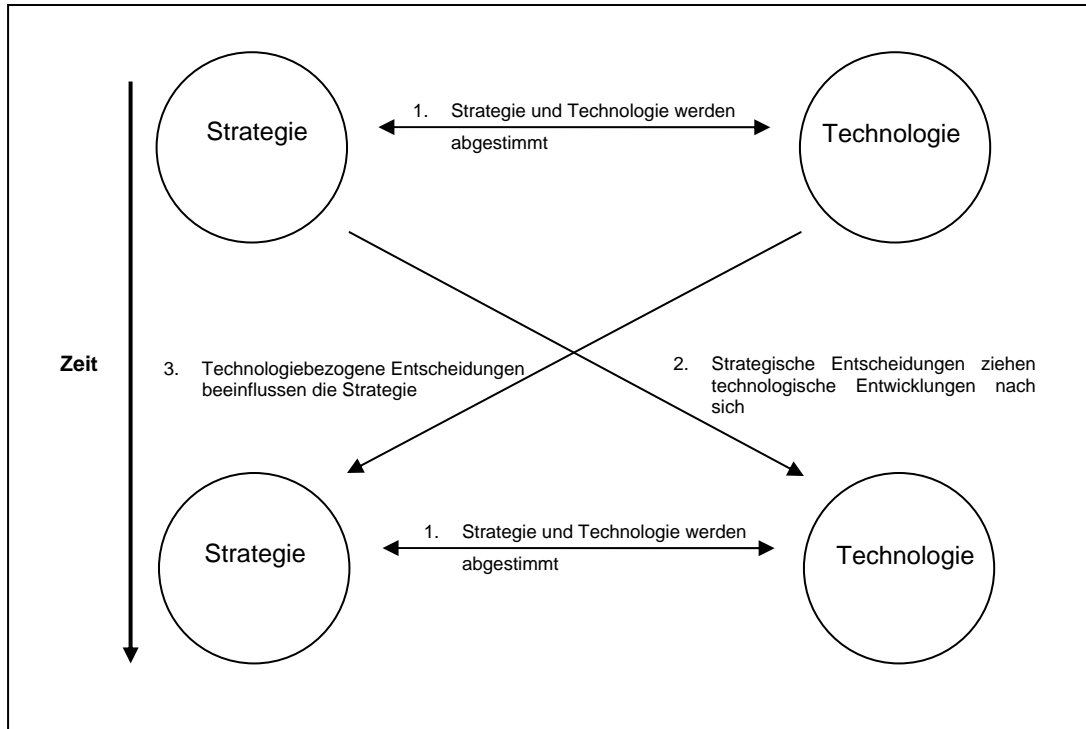 Strategie
1. Strategie und Technologie werden
abgestimmt
Technologie
Zeit
3. Technologiebezogene Entscheidungen
beeinflussen die Strategie
2. Strategische Entscheidungen ziehen
technologische Entwicklungen nach
sich
Strategie
1. Strategie und Technologie werden
abgestimmt
Technologie